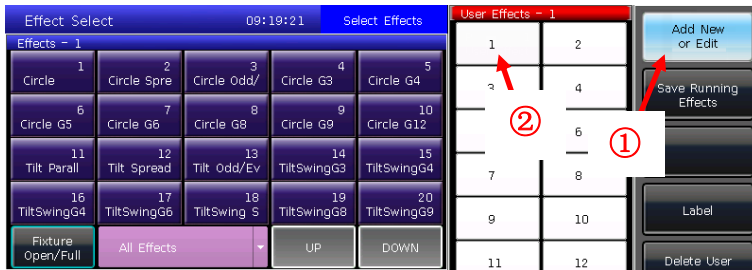 Effect Select 09:19:21 Select Effects
Effects - 1
1 Circle
2 Circle Spre
3 Circle Odd/
4 Circle G3
5 Circle G4
6 Circle G5
7 Circle G6
8 Circle G8
9 Circle G9
10 Circle G12
11 Tilt Parall
12 Tilt Spread
13 Tilt Odd/Ev
14 TiltSwingG3
15 TiltSwingG4
16 TiltSwingG4
17 TiltSwingG6
18 TiltSwing S
19 TiltSwingG8
20 TiltSwingG9
Fixture
Open/Full
All Effects
UP
DOWN
User Effects - 1
1
2
3
4
②
6
7
8
9
10
11
12
Add New
or Edit
Save Running
Effects
①
Label
Delete User